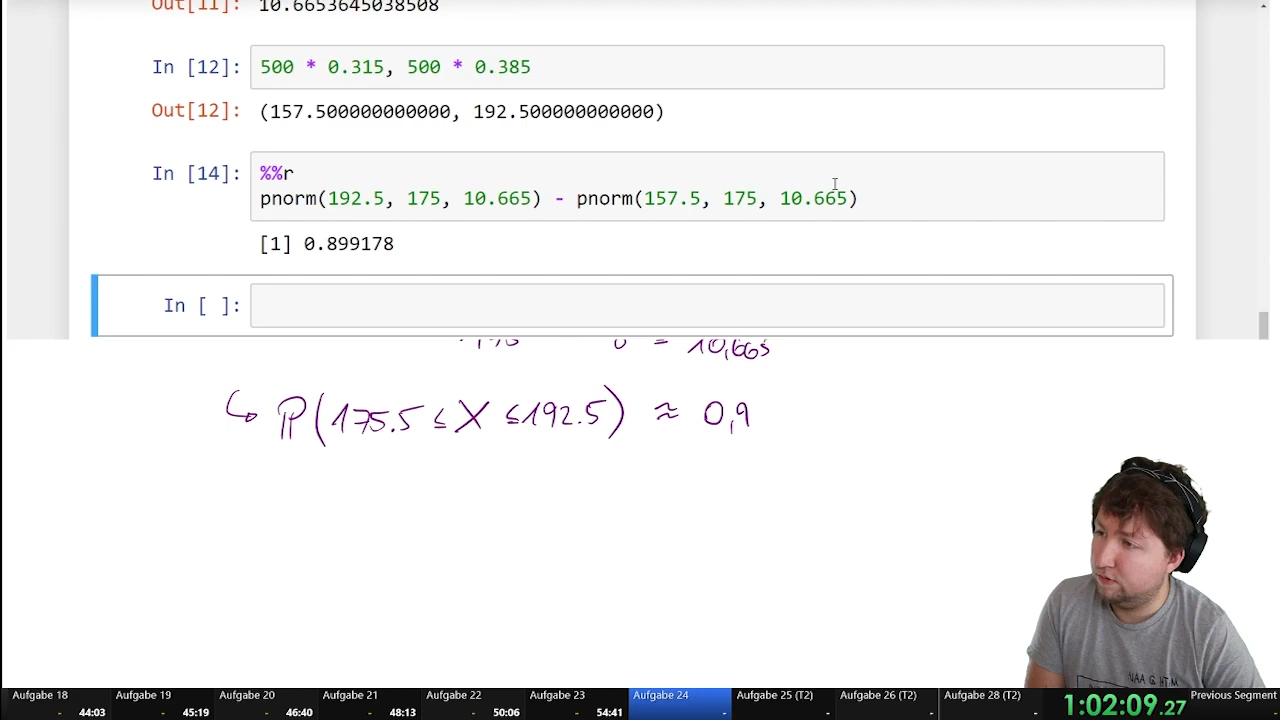 Out[11]: 10.6653645038508
In [12]: 500 * 0.315, 500 * 0.385
Out[12]: (157.500000000000, 192.500000000000)
In [14]: %%r
pnorm(192.5, 175, 10.665) - pnorm(157.5, 175, 10.665)
[1] 0.899178
In [ ]:
= 10,665
↪ P(175.5 ≤ X ≤ 192.5) ≈ 0,9
Aufgabe 18 Aufgabe 19 Aufgabe 20 Aufgabe 21 Aufgabe 22 Aufgabe 23 Aufgabe 24 Aufgabe 25 (T2) Aufgabe 26 (T2) Aufgabe 28 (T2) 1:02:09.27 Previous Segment
- 44:03 - 45:19 - 46:40 - 48:13 - 50:06 - 54:41 - - - - -